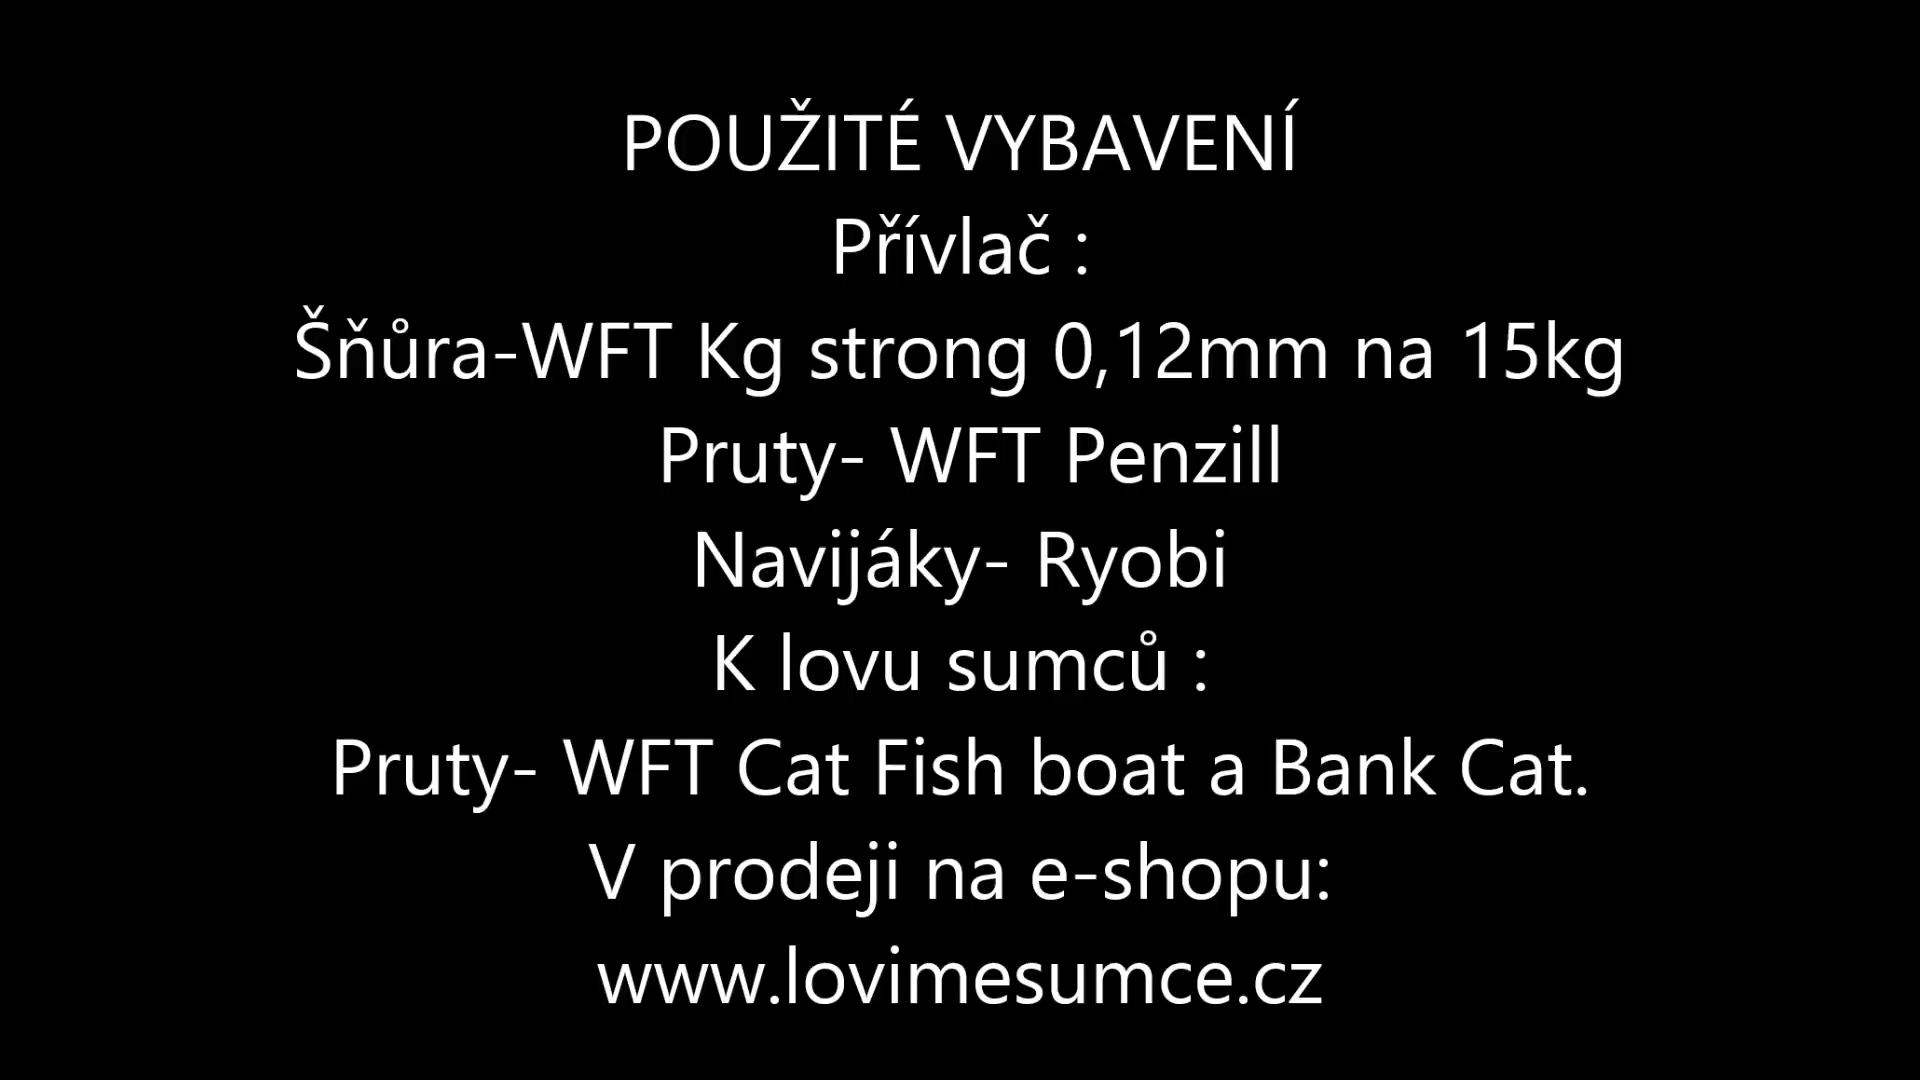 POUŽITÉ VYBAVENÍ
Přívlač :
Šňůra-WFT Kg strong 0,12mm na 15kg
Pruty- WFT Penzill
Navijáky- Ryobi
K lovu sumců :
Pruty- WFT Cat Fish boat a Bank Cat.
V prodeji na e-shopu:
www.lovimesumce.cz